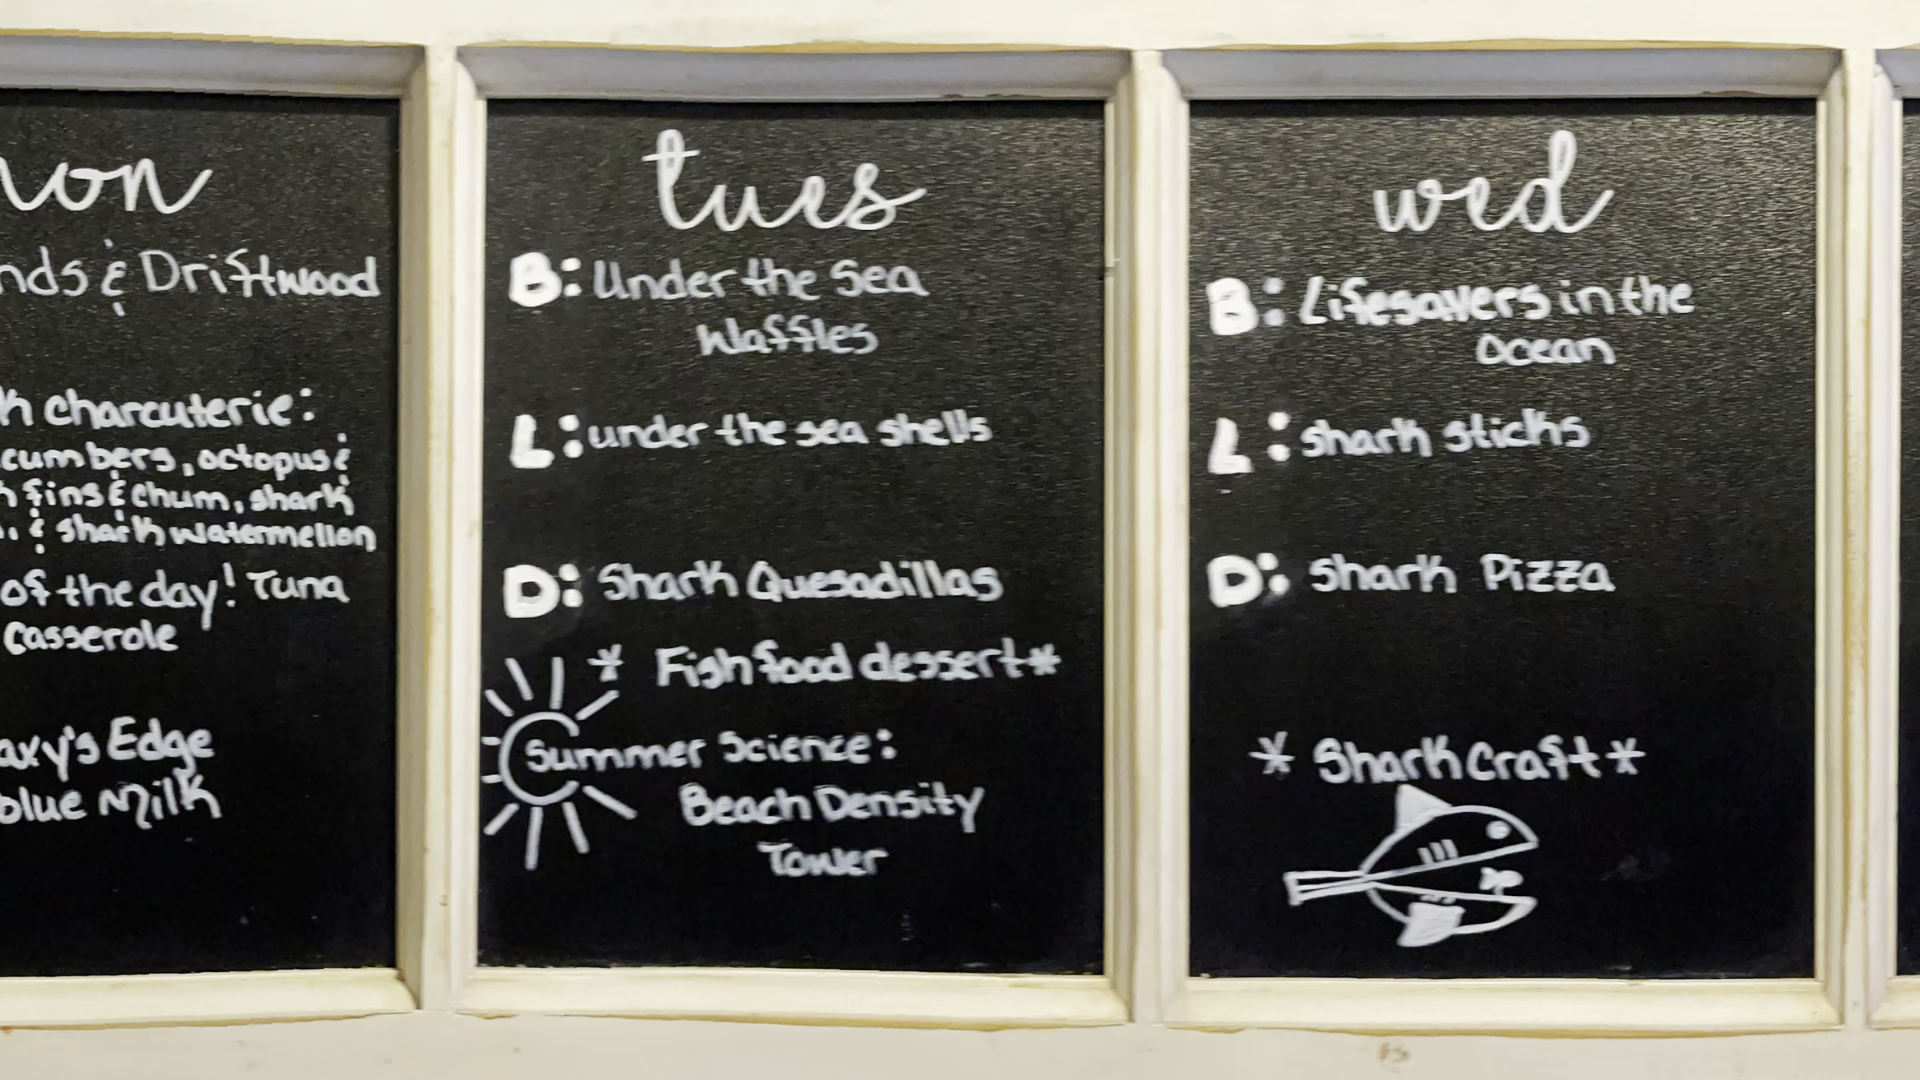 nds & Driftwood
charcuterie:
cumbers, octopus &
fins & chum, shark
& shark watermellon
of the day! Tuna
Casserole
axy's Edge
blue Milk
tues
B: Under the Sea
Waffles
L: under the sea shells
D: Shark Quesadillas
* Fish food dessert *
Summer Science:
Beach Density
Tower
wed
B: Lifesavers in the
Ocean
L: shark sticks
D: Shark Pizza
* Shark Craft *